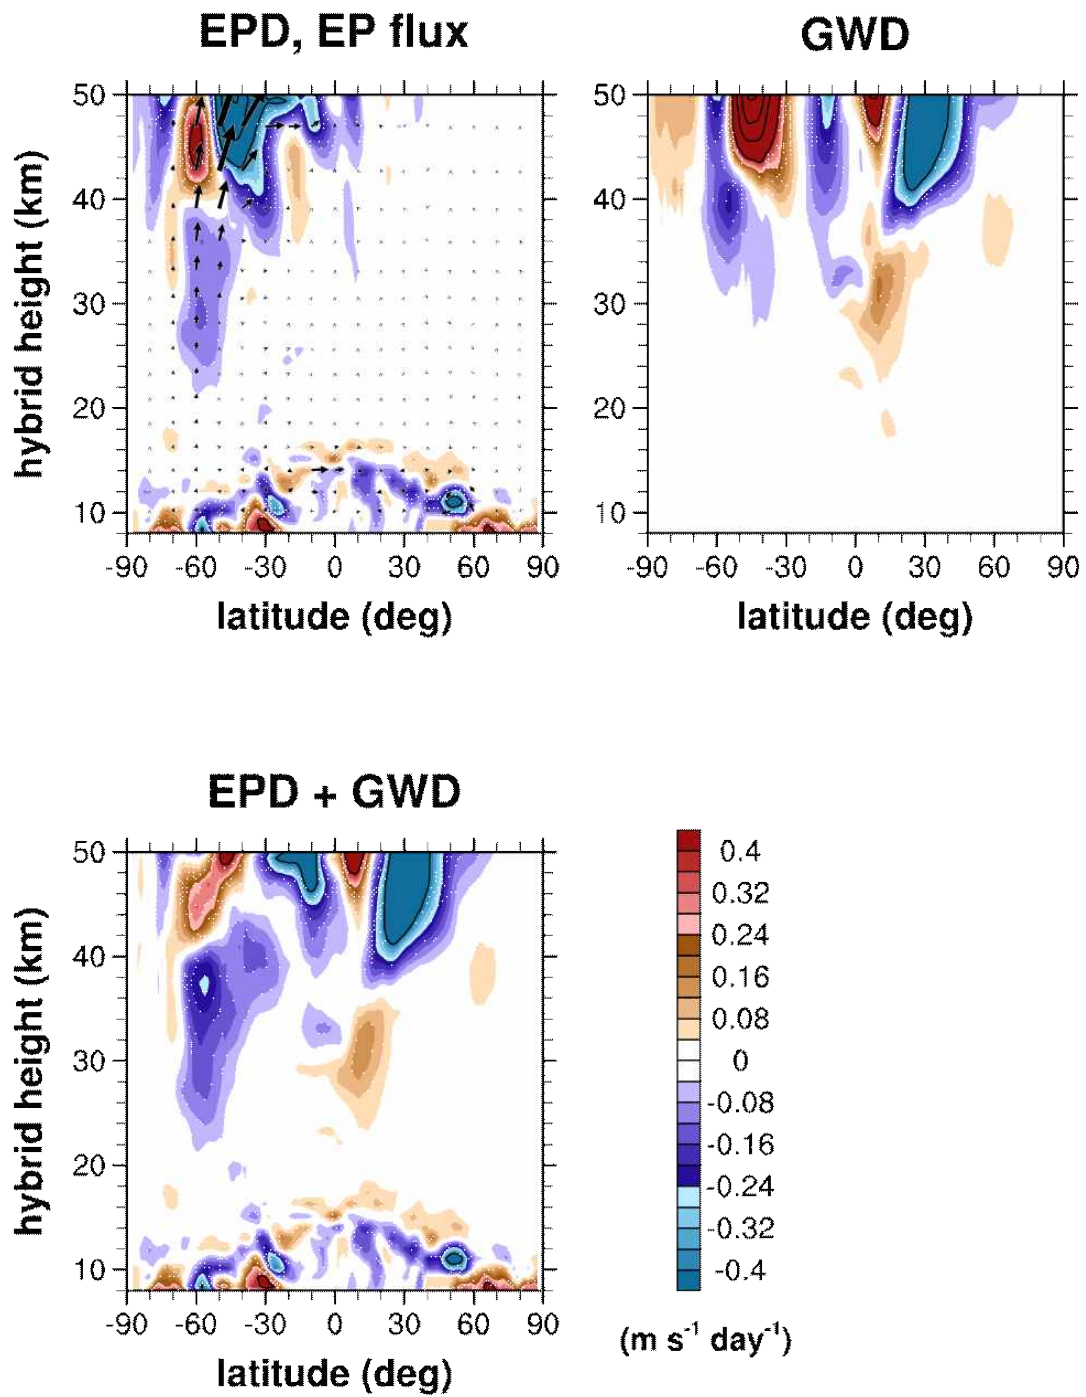 EPD, EP flux
GWD
hybrid height (km)
50
40
30
20
10
-90 -60 -30 0 30 60 90
latitude (deg)
50
40
30
20
10
-90 -60 -30 0 30 60 90
latitude (deg)
EPD + GWD
hybrid height (km)
50
40
30
20
10
-90 -60 -30 0 30 60 90
latitude (deg)
0.4
0.32
0.24
0.16
0.08
0
-0.08
-0.16
-0.24
-0.32
-0.4
(m s⁻¹ day⁻¹)